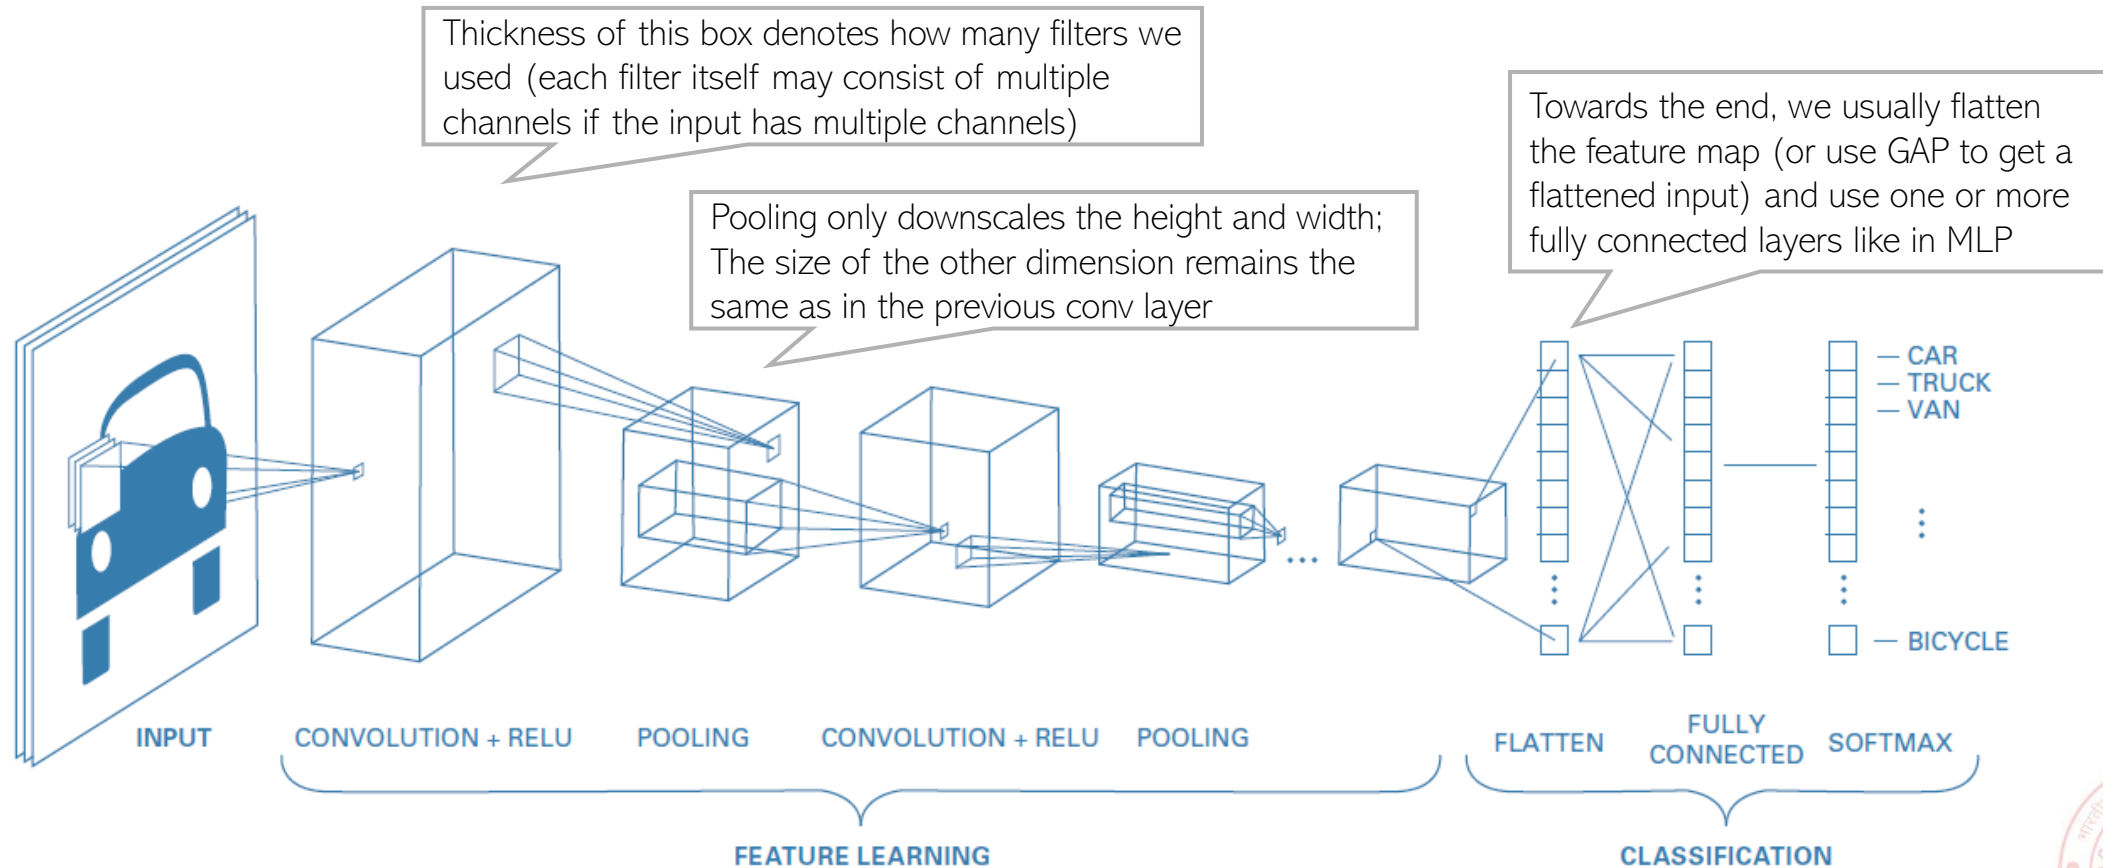 Thickness of this box denotes how many filters we
used (each filter itself may consist of multiple
channels if the input has multiple channels)
Towards the end, we usually flatten
the feature map (or use GAP to get a
flattened input) and use one or more
fully connected layers like in MLP
Pooling only downscales the height and width;
The size of the other dimension remains the
same as in the previous conv layer
— CAR
— TRUCK
— VAN
— BICYCLE
INPUT
CONVOLUTION + RELU
POOLING
CONVOLUTION + RELU
POOLING
FLATTEN
FULLY
CONNECTED
SOFTMAX
FEATURE LEARNING
CLASSIFICATION